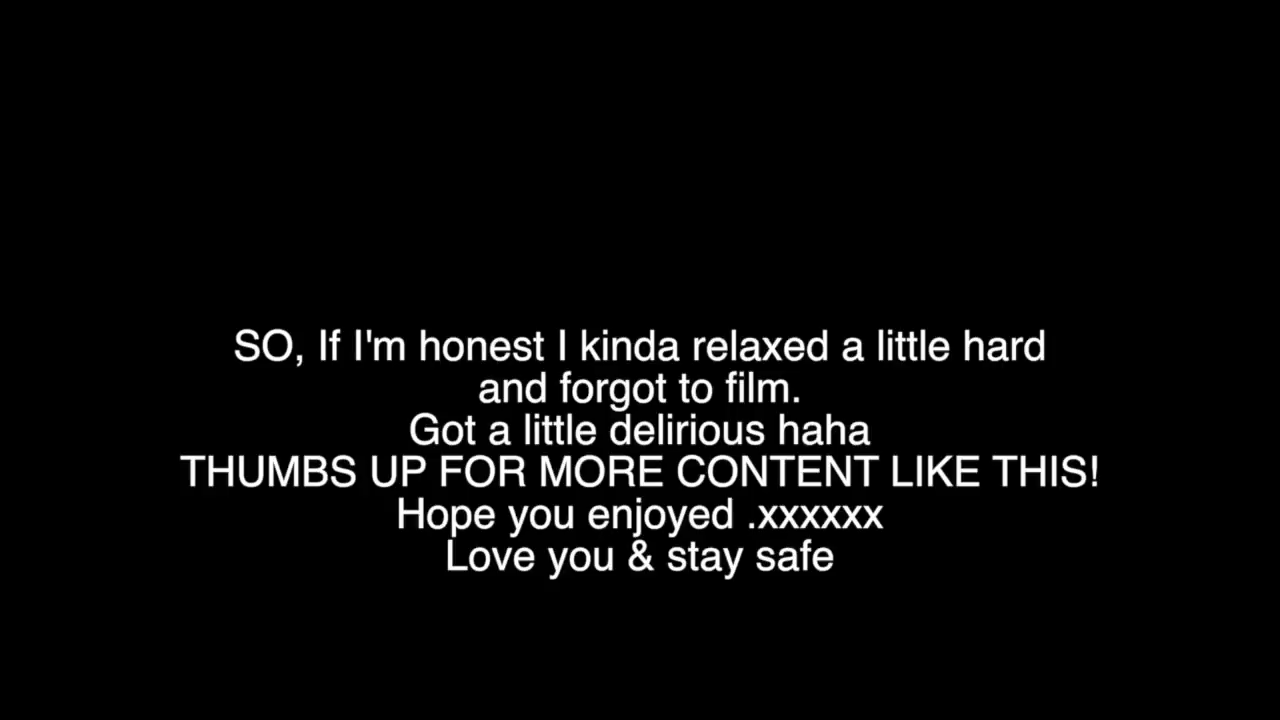 SO, If I'm honest I kinda relaxed a little hard
and forgot to film.
Got a little delirious haha
THUMBS UP FOR MORE CONTENT LIKE THIS!
Hope you enjoyed .xxxxxx
Love you & stay safe